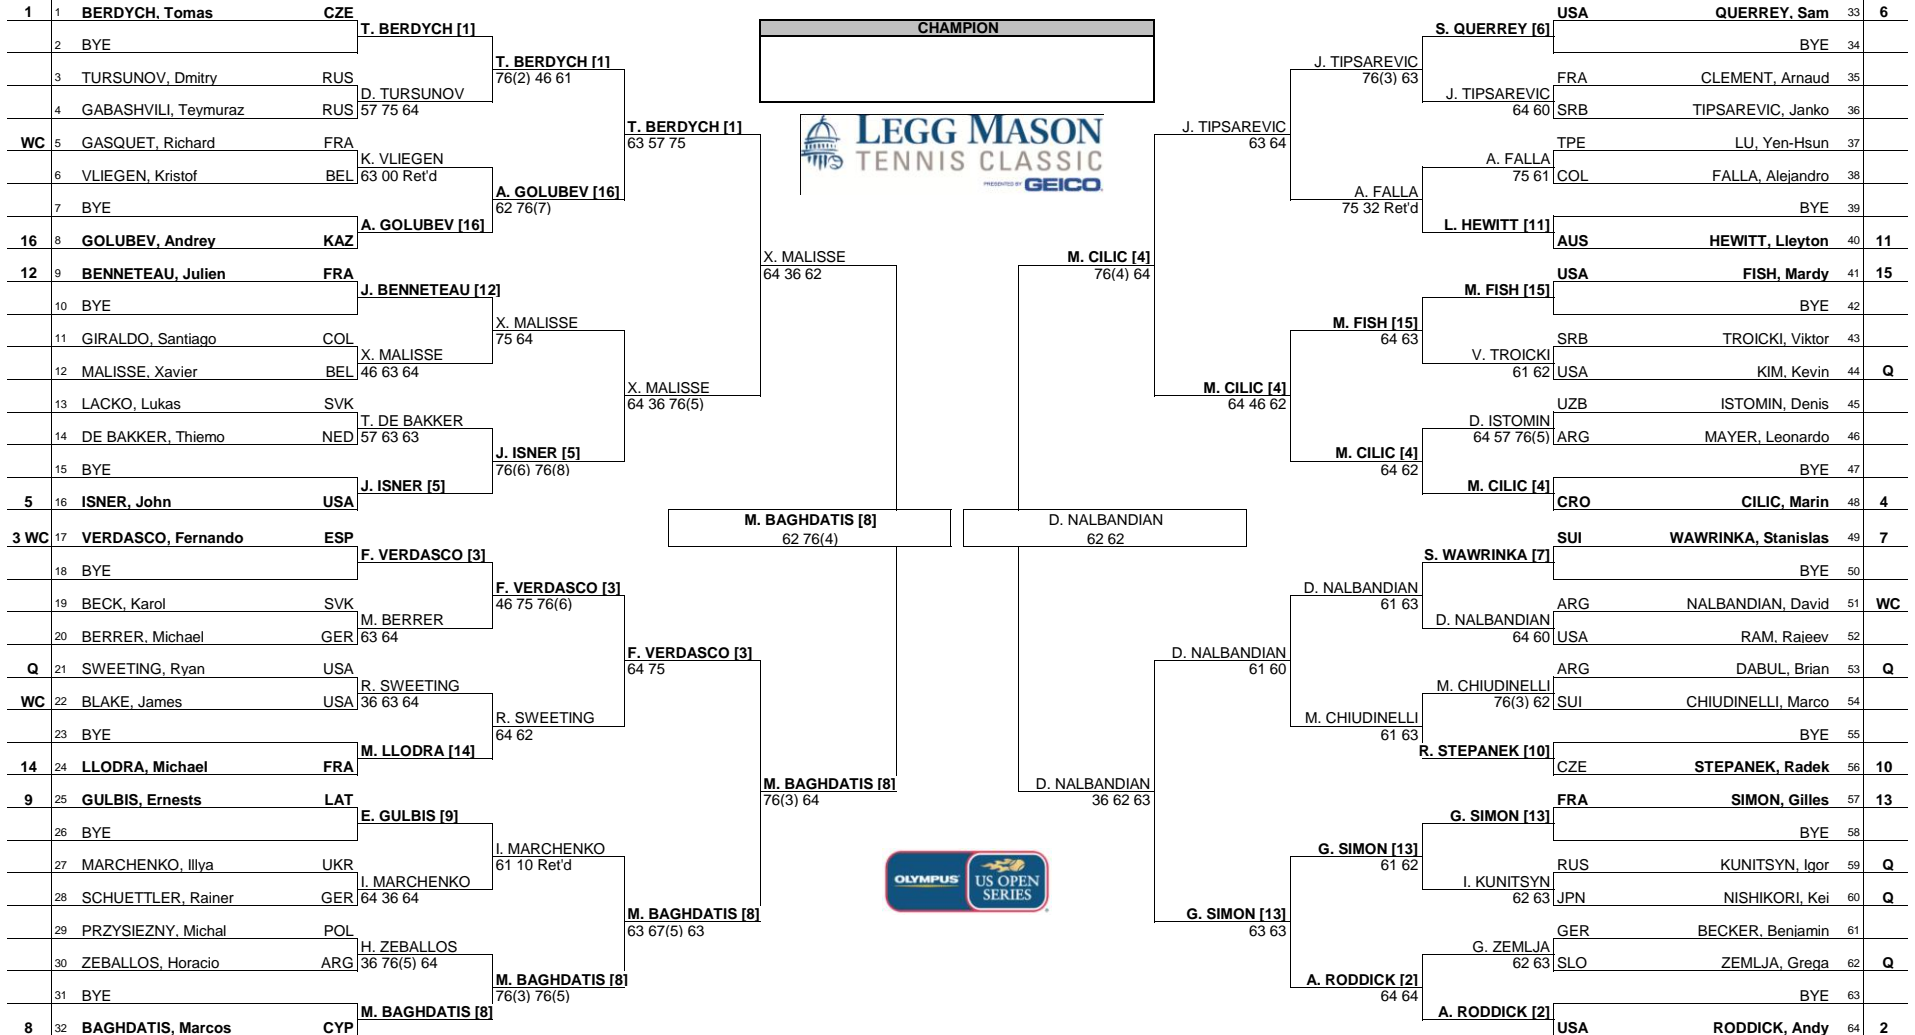 1 1 BERDYCH, Tomas CZE
2 BYE
3 TURSUNOV, Dmitry RUS
4 GABASHVILI, Teymuraz RUS
WC 5 GASQUET, Richard FRA
6 VLIEGEN, Kristof BEL
7 BYE
16 8 GOLUBEV, Andrey KAZ
12 9 BENNETEAU, Julien FRA
10 BYE
11 GIRALDO, Santiago COL
12 MALISSE, Xavier BEL
13 LACKO, Lukas SVK
14 DE BAKKER, Thiemo NED
15 BYE
5 16 ISNER, John USA
3 WC 17 VERDASCO, Fernando ESP
18 BYE
19 BECK, Karol SVK
20 BERRER, Michael GER
Q 21 SWEETING, Ryan USA
WC 22 BLAKE, James USA
23 BYE
14 24 LLODRA, Michael FRA
9 25 GULBIS, Ernests LAT
26 BYE
27 MARCHENKO, Illya UKR
28 SCHUETTLER, Rainer GER
29 PRZYSIEZNY, Michal POL
30 ZEBALLOS, Horacio ARG
31 BYE
8 32 BAGHDATIS, Marcos CYP
T. BERDYCH [1]
D. TURSUNOV
57 75 64
K. VLIEGEN
63 00 Ret'd
A. GOLUBEV [16]
J. BENNETEAU [12]
X. MALISSE
46 63 64
T. DE BAKKER
57 63 63
J. ISNER [5]
F. VERDASCO [3]
M. BERRER
63 64
R. SWEETING
36 63 64
M. LLODRA [14]
E. GULBIS [9]
I. MARCHENKO
64 36 64
H. ZEBALLOS
36 76(5) 64
M. BAGHDATIS [8]
T. BERDYCH [1]
76(2) 46 61
A. GOLUBEV [16]
62 76(7)
X. MALISSE
75 64
J. ISNER [5]
76(6) 76(8)
F. VERDASCO [3]
46 75 76(6)
R. SWEETING
64 62
I. MARCHENKO
61 10 Ret'd
M. BAGHDATIS [8]
76(3) 76(5)
T. BERDYCH [1]
63 57 75
X. MALISSE
64 36 76(5)
F. VERDASCO [3]
64 75
M. BAGHDATIS [8]
63 67(5) 63
X. MALISSE
64 36 62
M. BAGHDATIS [8]
76(3) 64
M. BAGHDATIS [8]
62 76(4)
CHAMPION
LEGG MASON
TENNIS CLASSIC
PRESENTED BY GEICO
OLYMPUS US OPEN
SERIES
D. NALBANDIAN
62 62
M. CILIC [4]
76(4) 64
D. NALBANDIAN
36 62 63
J. TIPSAREVIC
63 64
M. CILIC [4]
64 46 62
D. NALBANDIAN
61 60
G. SIMON [13]
63 63
J. TIPSAREVIC
76(3) 63
A. FALLA
75 32 Ret'd
M. FISH [15]
64 63
M. CILIC [4]
64 62
D. NALBANDIAN
61 63
M. CHIUDINELLI
61 63
G. SIMON [13]
61 62
A. RODDICK [2]
64 64
S. QUERREY [6]
J. TIPSAREVIC
64 60
A. FALLA
75 61
L. HEWITT [11]
M. FISH [15]
V. TROICKI
61 62
D. ISTOMIN
64 57 76(5)
M. CILIC [4]
S. WAWRINKA [7]
D. NALBANDIAN
64 60
M. CHIUDINELLI
76(3) 62
R. STEPANEK [10]
G. SIMON [13]
I. KUNITSYN
62 63
G. ZEMLJA
62 63
A. RODDICK [2]
USA QUERREY, Sam 33 6
BYE 34
FRA CLEMENT, Arnaud 35
SRB TIPSAREVIC, Janko 36
TPE LU, Yen-Hsun 37
COL FALLA, Alejandro 38
BYE 39
AUS HEWITT, Lleyton 40 11
USA FISH, Mardy 41 15
BYE 42
SRB TROICKI, Viktor 43
USA KIM, Kevin 44 Q
UZB ISTOMIN, Denis 45
ARG MAYER, Leonardo 46
BYE 47
CRO CILIC, Marin 48 4
SUI WAWRINKA, Stanislas 49 7
BYE 50
ARG NALBANDIAN, David 51 WC
USA RAM, Rajeev 52
ARG DABUL, Brian 53 Q
SUI CHIUDINELLI, Marco 54
BYE 55
CZE STEPANEK, Radek 56 10
FRA SIMON, Gilles 57 13
BYE 58
RUS KUNITSYN, Igor 59 Q
JPN NISHIKORI, Kei 60 Q
GER BECKER, Benjamin 61
SLO ZEMLJA, Grega 62 Q
BYE 63
USA RODDICK, Andy 64 2